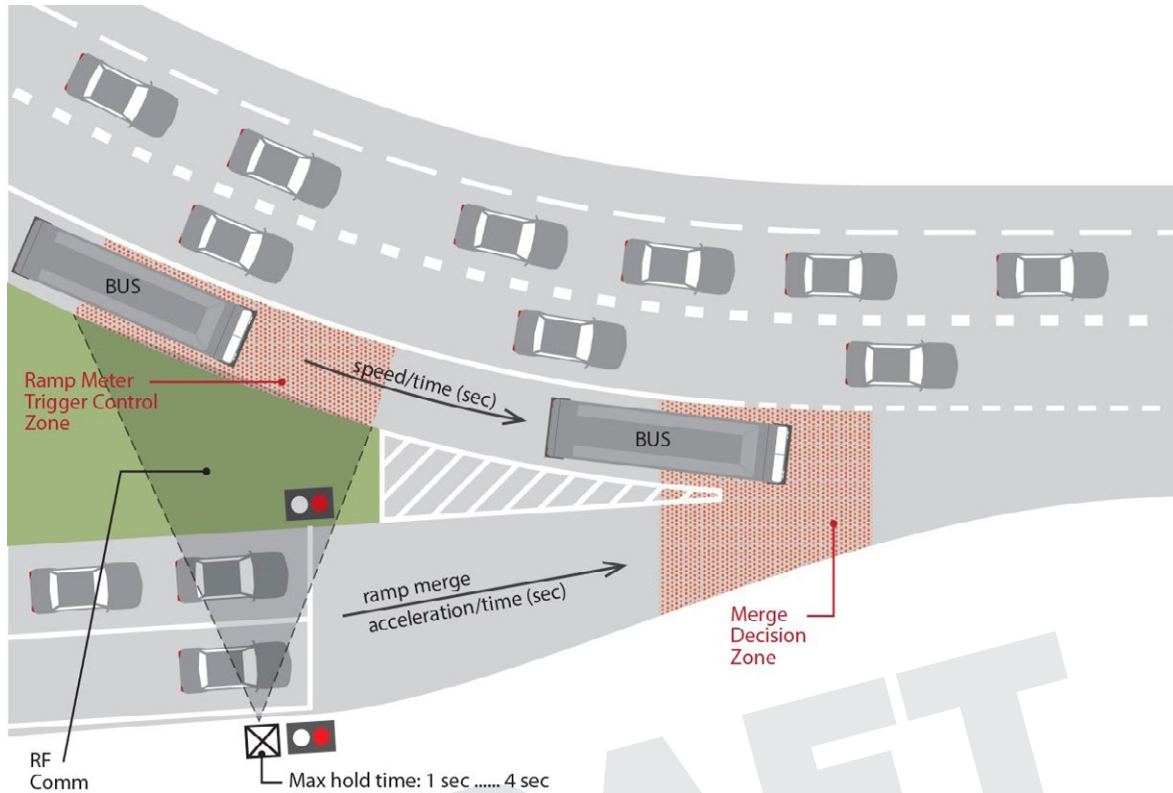 BUS
Ramp Meter
Trigger Control
Zone
speed/time (sec)
BUS
ramp merge
acceleration/time (sec)
Merge
Decision
Zone
RF
Comm
Max hold time: 1 sec ...... 4 sec